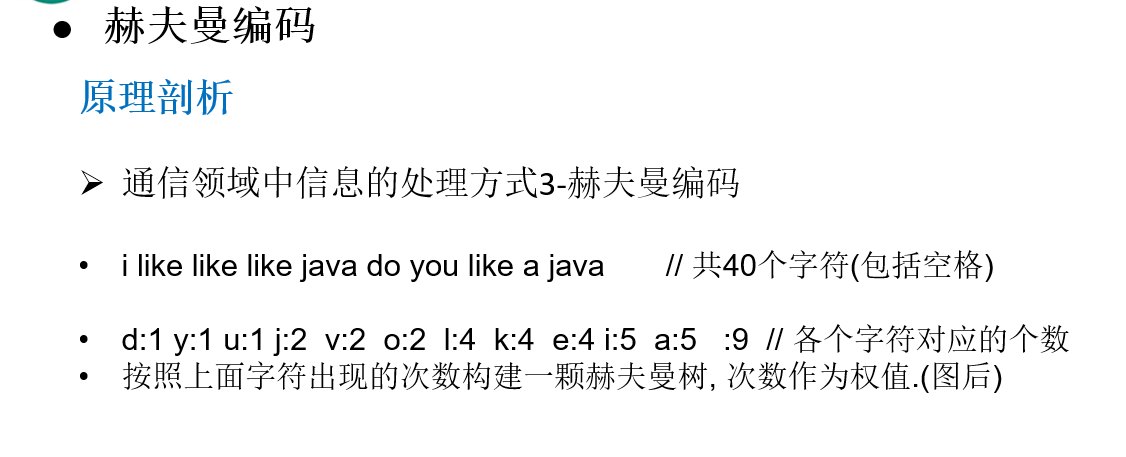 ● 赫夫曼编码
原理剖析
➢ 通信领域中信息的处理方式3-赫夫曼编码
• i like like like java do you like a java // 共40个字符(包括空格)
• d:1 y:1 u:1 j:2 v:2 o:2 l:4 k:4 e:4 i:5 a:5 :9 // 各个字符对应的个数
• 按照上面字符出现的次数构建一颗赫夫曼树, 次数作为权值.(图后)